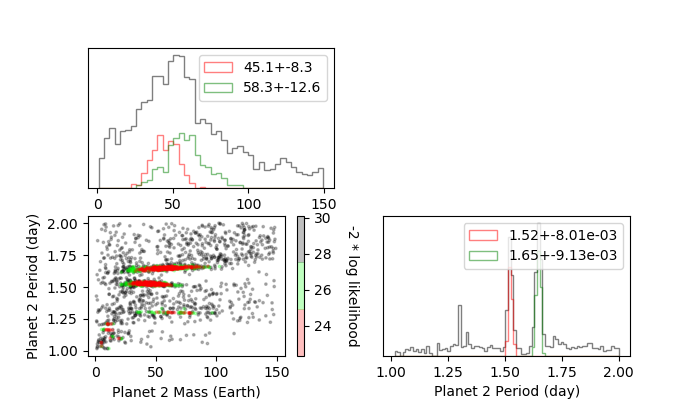 45.1+-8.3
58.3+-12.6
0 50 100 150
Planet 2 Period (day)
2.00
1.75
1.50
1.25
1.00
0 50 100 150
Planet 2 Mass (Earth)
30
28
26
24
-2 * log likelihood
1.52+-8.01e-03
1.65+-9.13e-03
1.00 1.25 1.50 1.75 2.00
Planet 2 Period (day)